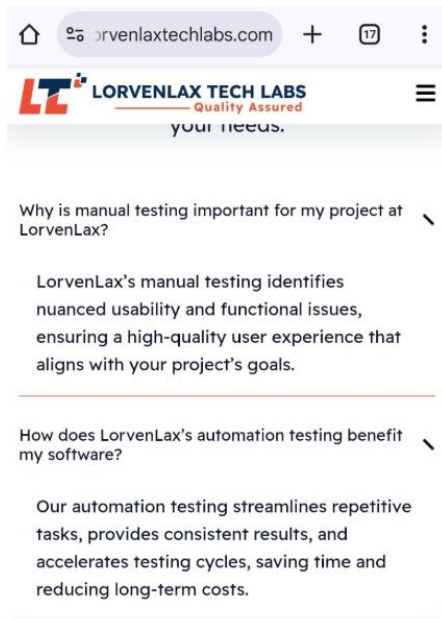 orvenlaxtechlabs.com
17
LT LORVENLAX TECH LABS
Quality Assured
your needs.
Why is manual testing important for my project at
LorvenLax?
LorvenLax's manual testing identifies
nuanced usability and functional issues,
ensuring a high-quality user experience that
aligns with your project's goals.
How does LorvenLax's automation testing benefit
my software?
Our automation testing streamlines repetitive
tasks, provides consistent results, and
accelerates testing cycles, saving time and
reducing long-term costs.